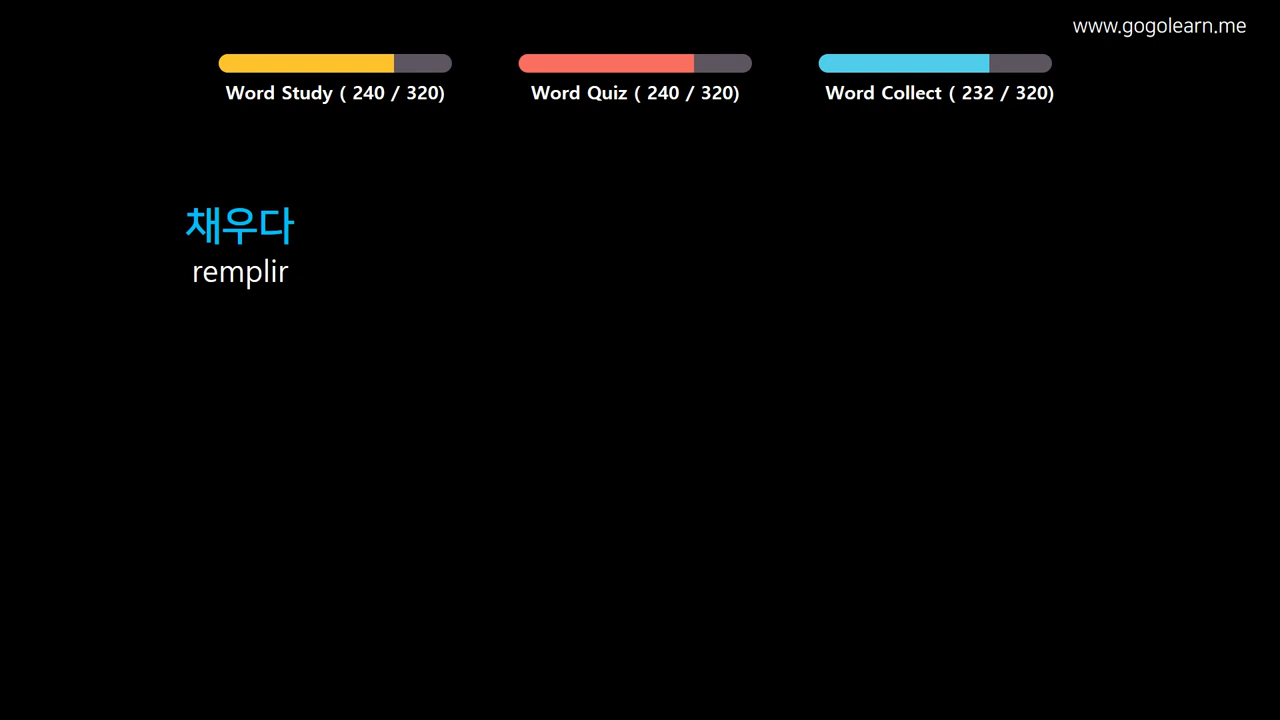 www.gogolearn.me
Word Study ( 240 / 320)
Word Quiz ( 240 / 320)
Word Collect ( 232 / 320)
채우다
remplir